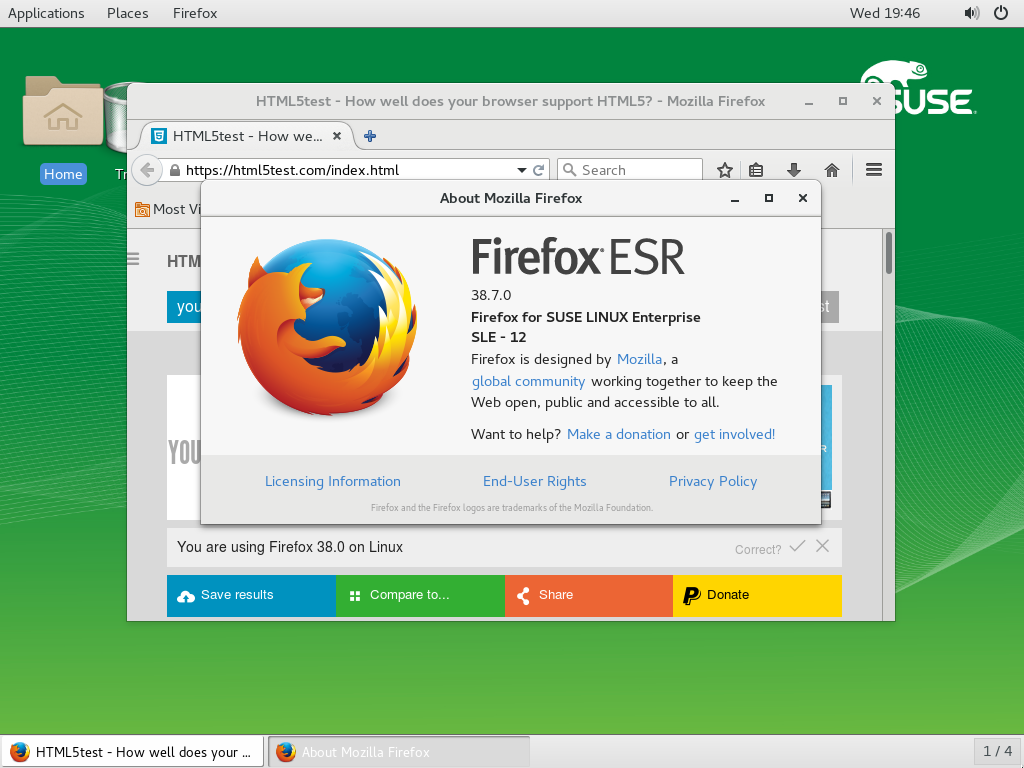 Applications Places Firefox Wed 19:46
SUSE
Home
HTML5test - How well does your browser support HTML5? - Mozilla Firefox
HTML5test - How we...
https://html5test.com/index.html
Search
Most Vi
About Mozilla Firefox
HTM
you
st
YOU
R
Firefox ESR
38.7.0
Firefox for SUSE LINUX Enterprise
SLE - 12
Firefox is designed by Mozilla, a
global community working together to keep the
Web open, public and accessible to all.
Want to help? Make a donation or get involved!
Licensing Information End-User Rights Privacy Policy
Firefox and the Firefox logos are trademarks of the Mozilla Foundation.
You are using Firefox 38.0 on Linux Correct?
Save results Compare to... Share Donate
HTML5test - How well does your ... About Mozilla Firefox 1 / 4